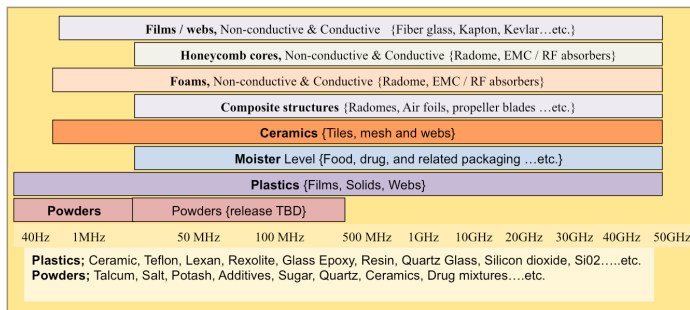 Films / webs, Non-conductive & Conductive {Fiber glass, Kapton, Kevlar…etc.}
Honeycomb cores, Non-conductive & Conductive {Radome, EMC / RF absorbers}
Foams, Non-conductive & Conductive {Radome, EMC / RF absorbers}
Composite structures {Radomes, Air foils, propeller blades …etc.}
Ceramics {Tiles, mesh and webs}
Moister Level {Food, drug, and related packaging …etc.}
Plastics {Films, Solids, Webs}
Powders Powders {release TBD}
40Hz 1MHz 50 MHz 100 MHz 500 MHz 1GHz 10GHz 20GHz 30GHz 40GHz 50GHz
Plastics; Ceramic, Teflon, Lexan, Rexolite, Glass Epoxy, Resin, Quartz Glass, Silicon dioxide, Si02…..etc.
Powders; Talcum, Salt, Potash, Additives, Sugar, Quartz, Ceramics, Drug mixtures….etc.